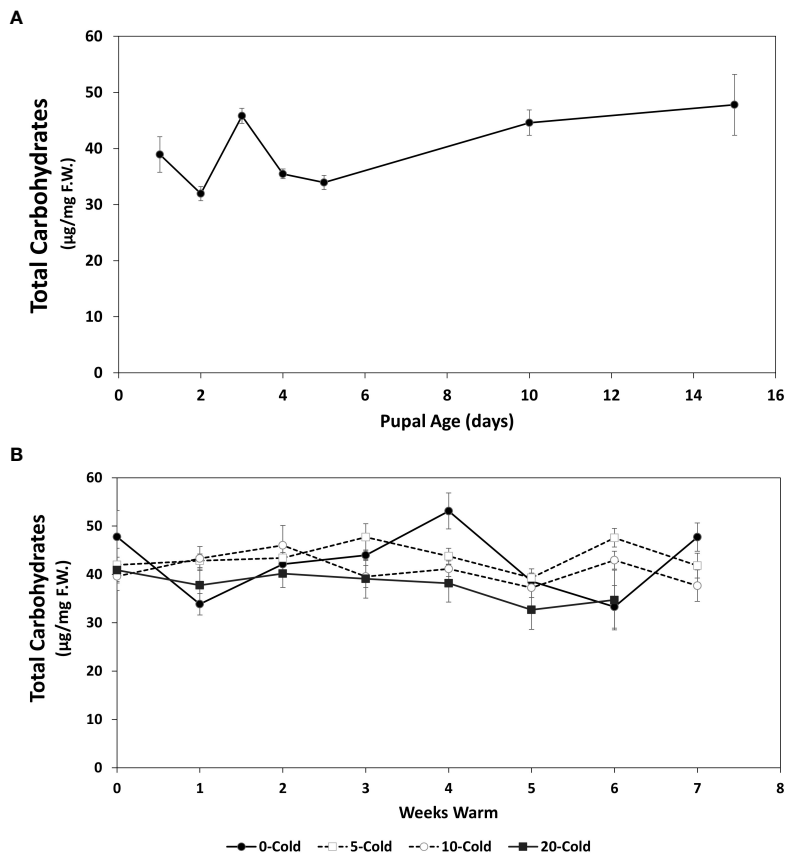 A
60
50
40
30
20
10
0
Total Carbohydrates
(µg/mg F.W.)
0 2 4 6 8 10 12 14 16
Pupal Age (days)
B
60
50
40
30
20
10
0
Total Carbohydrates
(µg/mg F.W.)
0 1 2 3 4 5 6 7 8
Weeks Warm
0-Cold 5-Cold 10-Cold 20-Cold